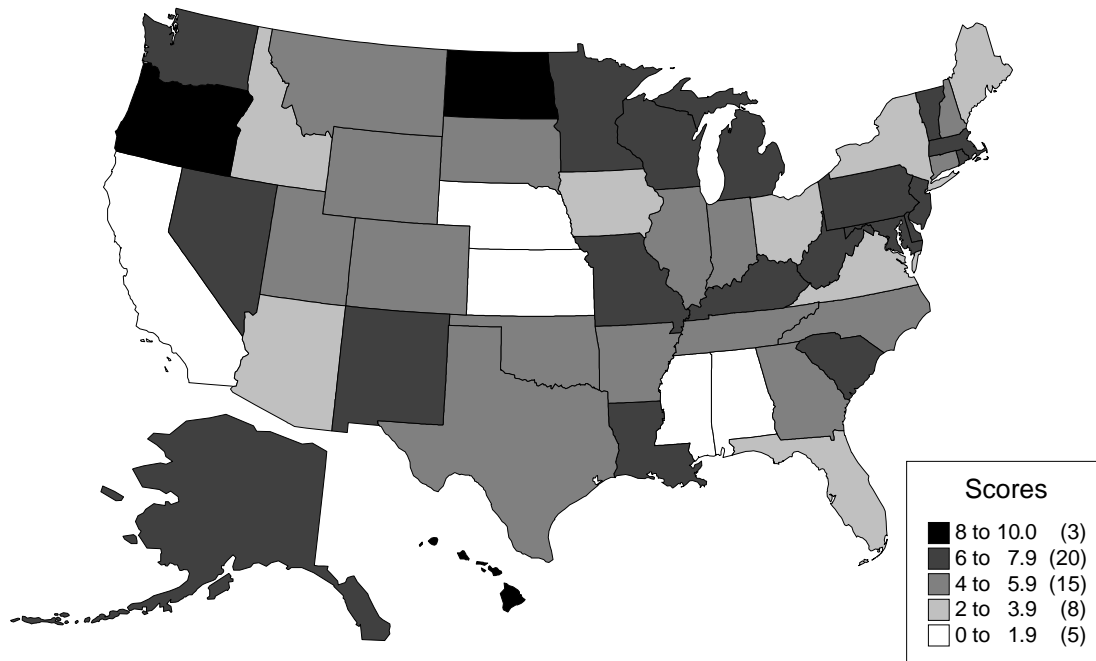 Scores
8 to 10.0 (3)
6 to 7.9 (20)
4 to 5.9 (15)
2 to 3.9 (8)
0 to 1.9 (5)